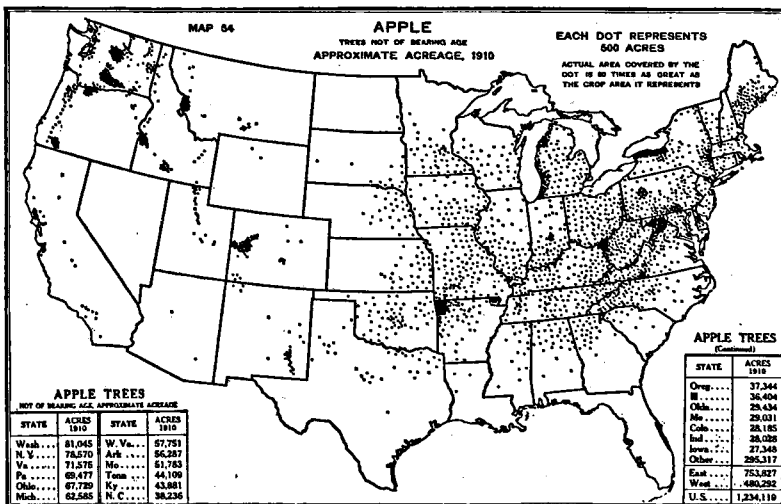 MAP 54
APPLE
TREES NOT OF BEARING AGE
APPROXIMATE ACREAGE, 1910
EACH DOT REPRESENTS
500 ACRES
ACTUAL AREA COVERED BY THE
DOT IS 80 TIMES AS GREAT AS
THE CROP AREA IT REPRESENTS
APPLE TREES
NOT OF BEARING AGE, APPROXIMATE ACREAGE
STATE ACRES 1910 STATE ACRES 1910
Wash.... 81,045 W. Va... 57,751
N. Y..... 78,570 Ark..... 56,287
Va....... 71,575 Mo..... 51,783
Pa....... 69,477 Tenn... 44,109
Ohio.... 67,729 Ky..... 43,881
Mich.... 62,585 N. C.... 38,236
APPLE TREES
(Continued)
STATE ACRES 1910
Oreg.... 37,344
Ill....... 36,404
Okla.... 29,434
Me...... 29,031
Colo.... 28,185
Ind...... 28,028
Iowa.... 27,348
Other... 295,317
East.... 753,827
West... 480,292
U.S.... 1,234,119